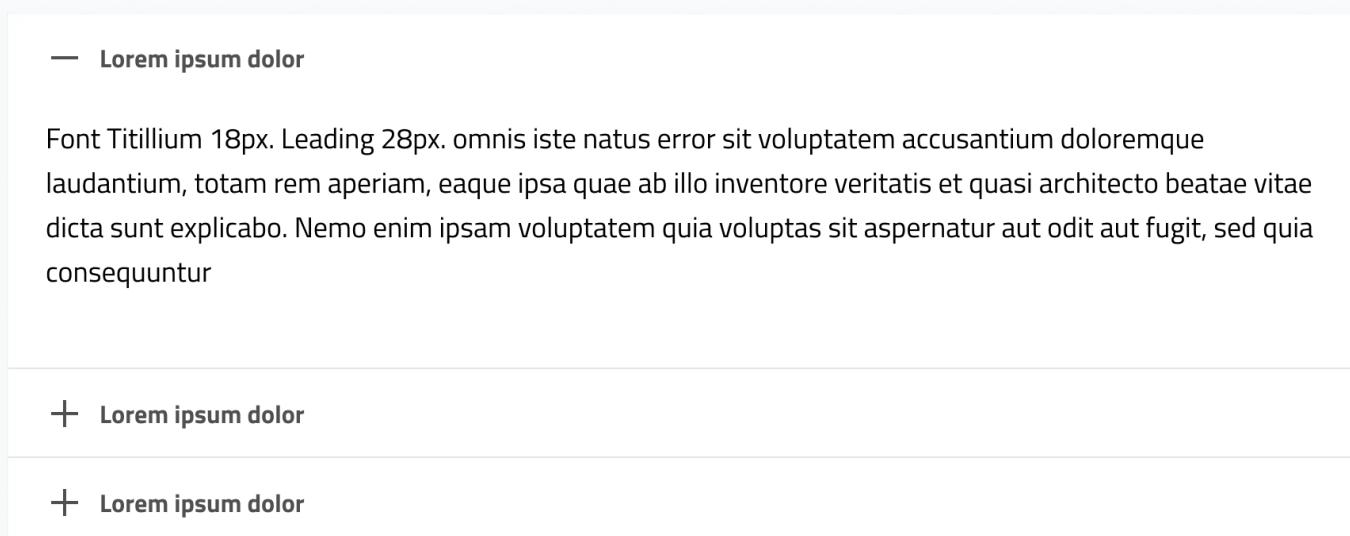 Lorem ipsum dolor
Font Titillium 18px. Leading 28px. omnis iste natus error sit voluptatem accusantium doloremque
laudantium, totam rem aperiam, eaque ipsa quae ab illo inventore veritatis et quasi architecto beatae vitae
dicta sunt explicabo. Nemo enim ipsam voluptatem quia voluptas sit aspernatur aut odit aut fugit, sed quia
consequuntur
Lorem ipsum dolor
Lorem ipsum dolor